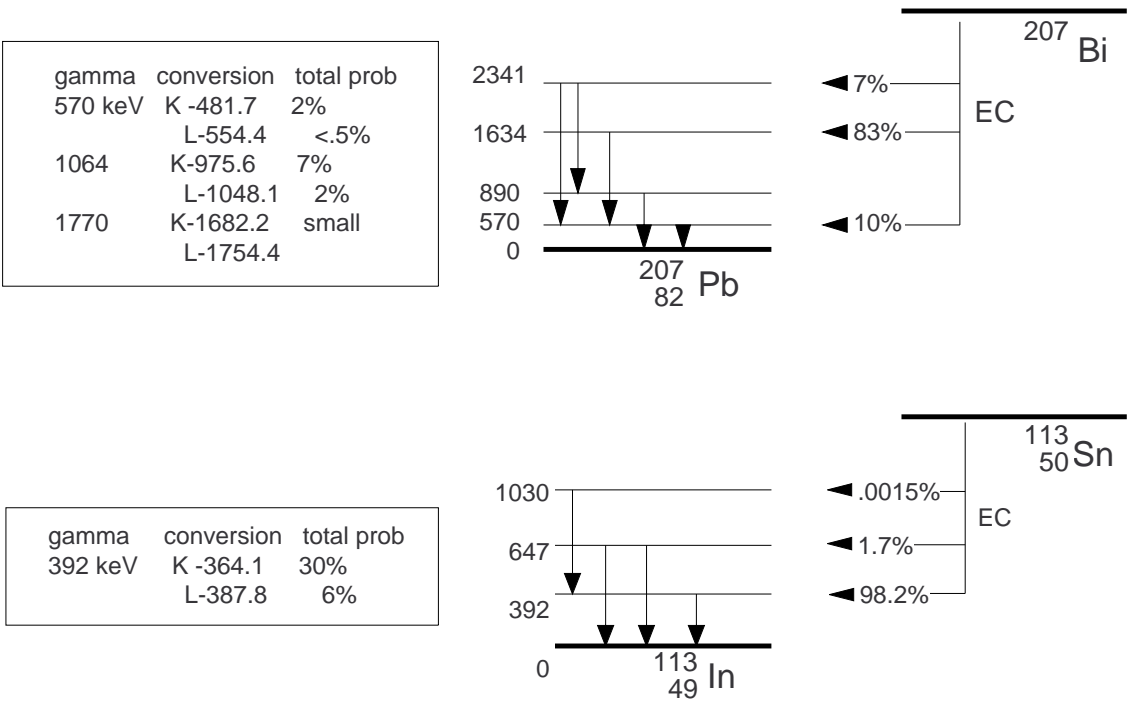 gamma conversion total prob
570 keV K -481.7 2%
L-554.4 <.5%
1064 K-975.6 7%
L-1048.1 2%
1770 K-1682.2 small
L-1754.4
2341
1634
890
570
0
207
82 Pb
207 Bi
7%
EC
83%
10%
gamma conversion total prob
392 keV K -364.1 30%
L-387.8 6%
1030
647
392
0
113
49 In
113
50 Sn
.0015%
EC
1.7%
98.2%